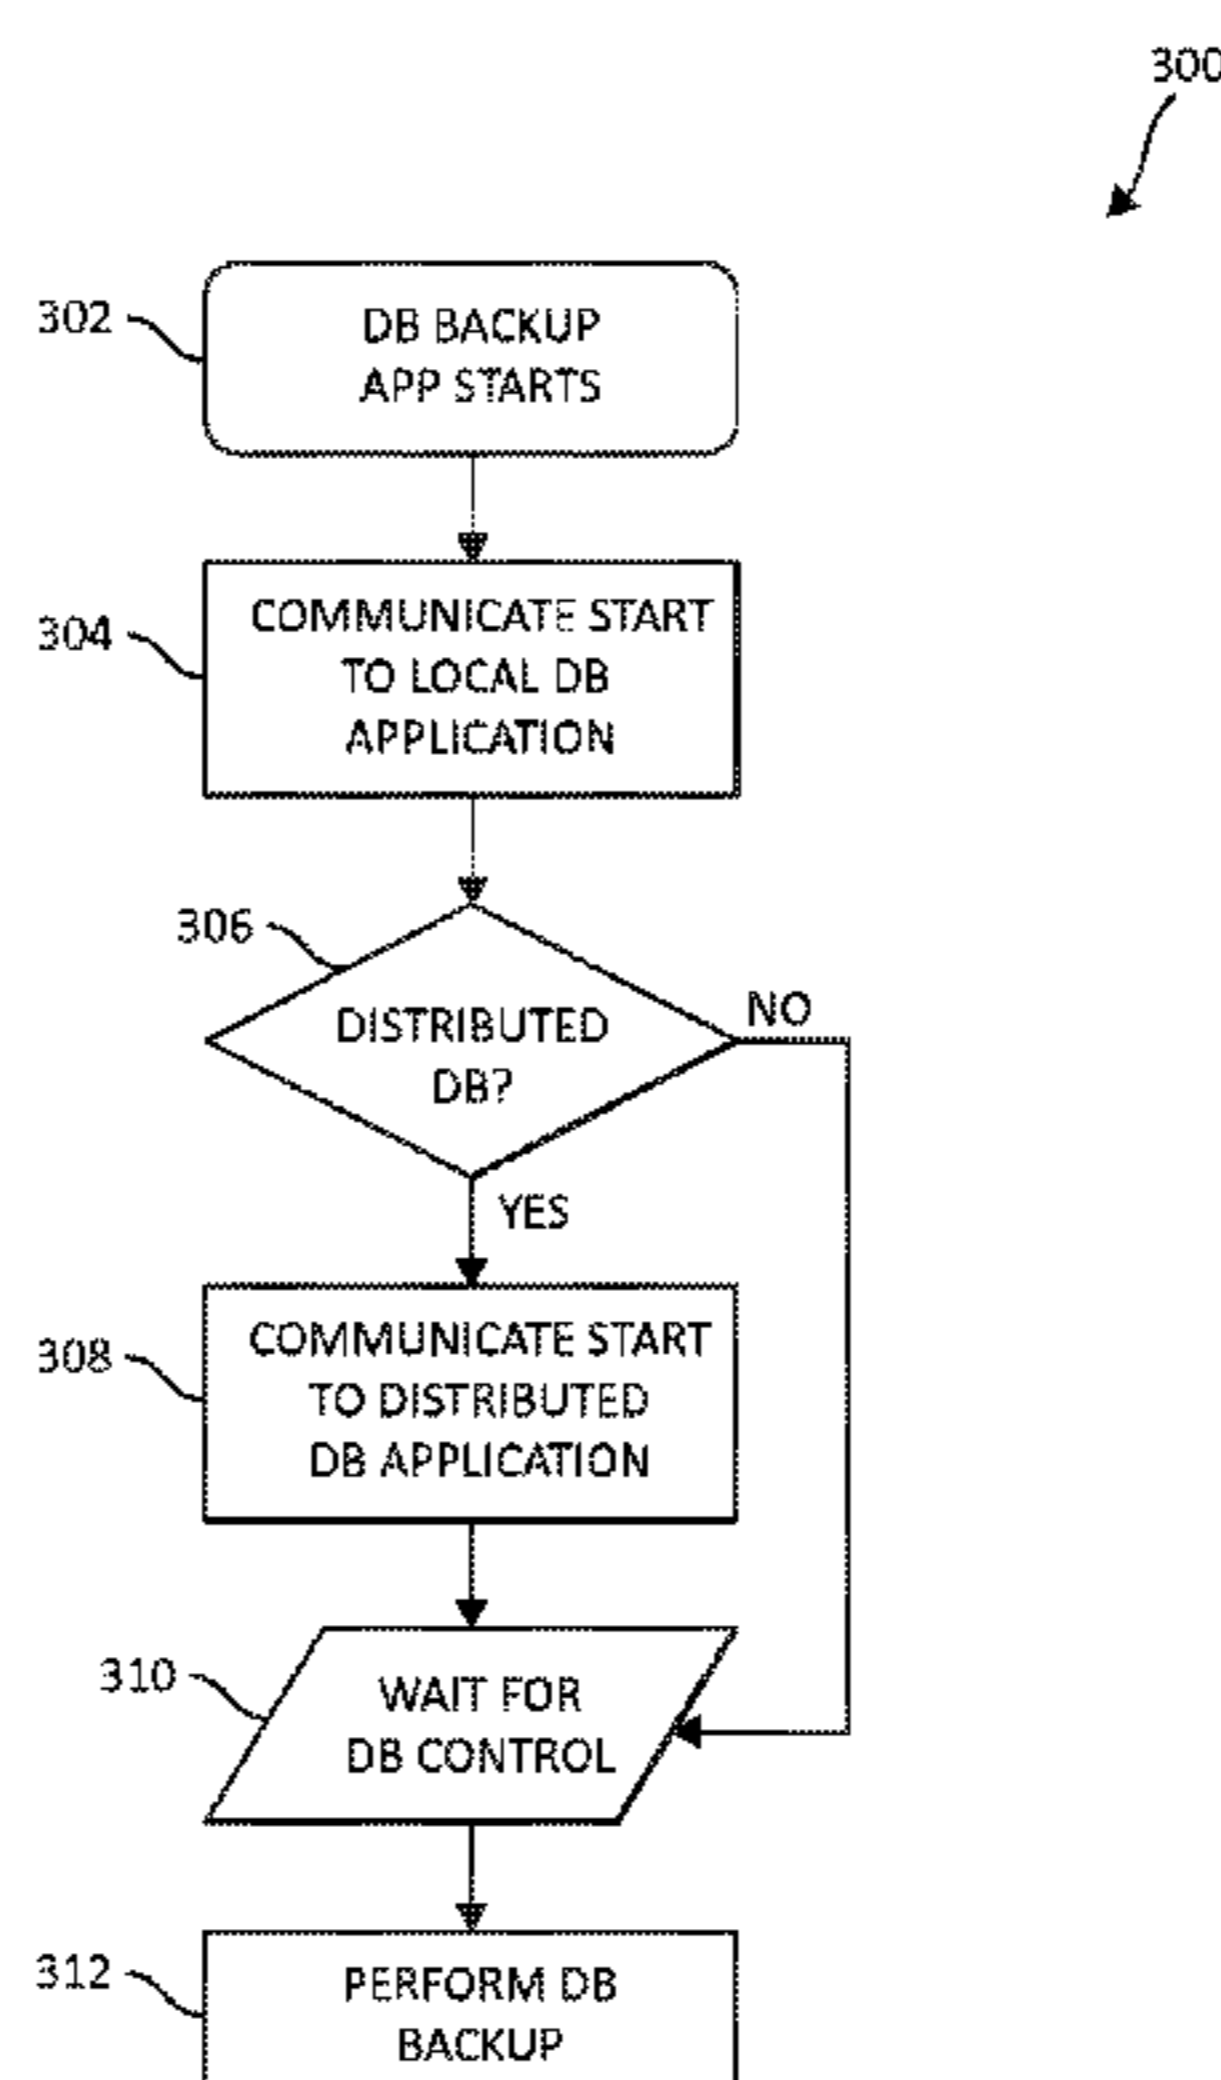 300
302
DB BACKUP
APP STARTS
304
COMMUNICATE START
TO LOCAL DB
APPLICATION
306
DISTRIBUTED
DB?
NO
YES
308
COMMUNICATE START
TO DISTRIBUTED
DB APPLICATION
310
WAIT FOR
DB CONTROL
312
PERFORM DB
BACKUP